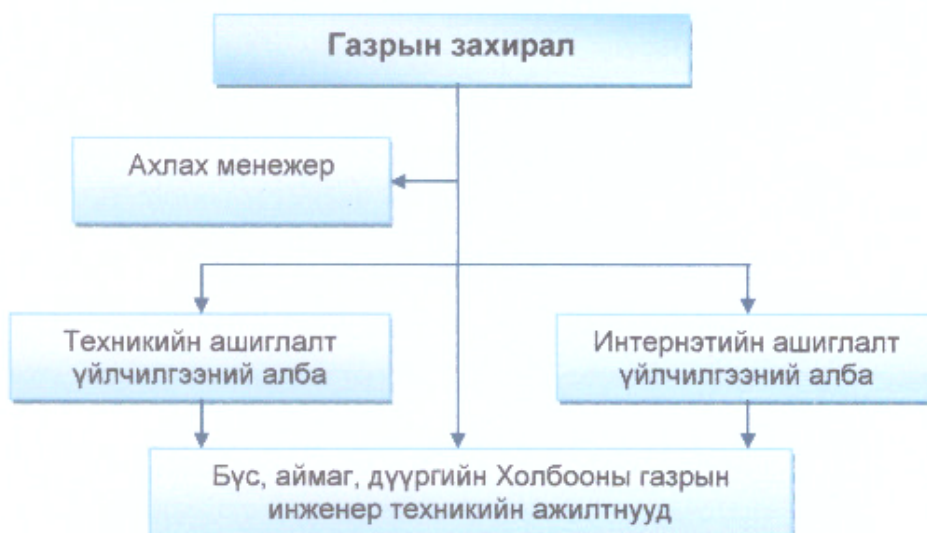 Газрын захирал
Ахлах менежер
Техникийн ашиглалт
үйлчилгээний алба
Интернэтийн ашиглалт
үйлчилгээний алба
Бүс, аймаг, дүүргийн Холбооны газрын
инженер техникийн ажилтнууд